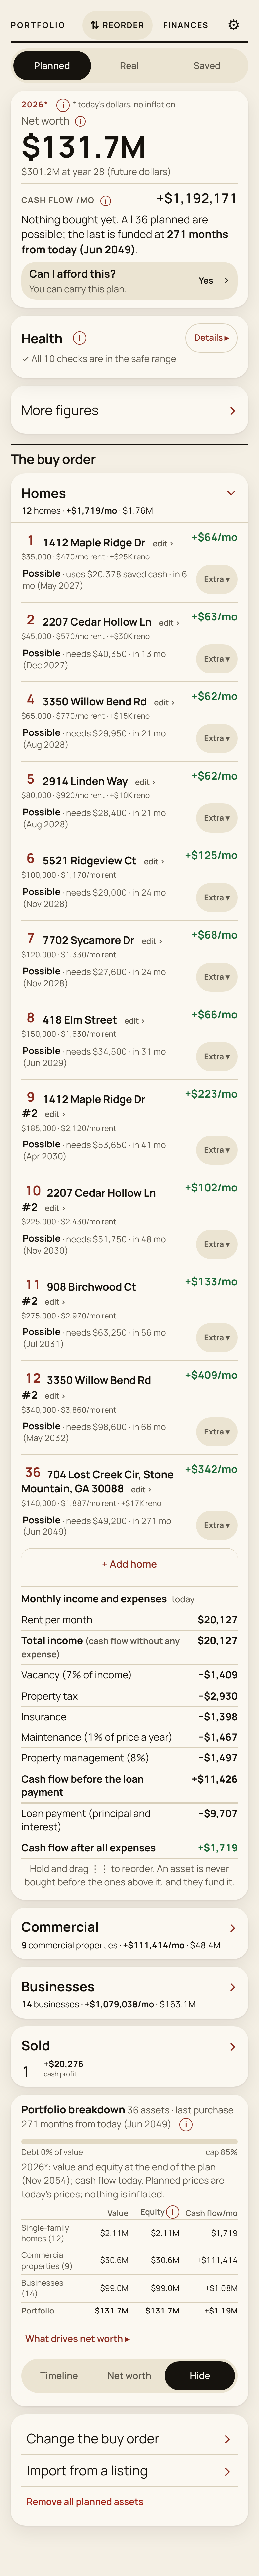 PORTFOLIO ⇅ REORDER FINANCES ⚙
Planned Real Saved
2026* ⓘ * today's dollars, no inflation
Net worth ⓘ
$131.7M
$301.2M at year 28 (future dollars)
CASH FLOW /MO ⓘ +$1,192,171
Nothing bought yet. All 36 planned are
possible; the last is funded at 271 months
from today (Jun 2049).
Can I afford this?
Yes ›
You can carry this plan.
Health ⓘ Details ▸
✓ All 10 checks are in the safe range
More figures ›
The buy order
Homes
12 homes · +$1,719/mo · $1.76M
1 1412 Maple Ridge Dr edit › +$64/mo
$35,000 · $470/mo rent · +$25K reno
Possible · uses $20,378 saved cash · in 6
mo (May 2027)
Extra ▾
2 2207 Cedar Hollow Ln edit › +$63/mo
$45,000 · $570/mo rent · +$30K reno
Possible · needs $40,350 · in 13 mo
(Dec 2027)
Extra ▾
4 3350 Willow Bend Rd edit › +$62/mo
$65,000 · $770/mo rent · +$15K reno
Possible · needs $29,950 · in 21 mo
(Aug 2028)
Extra ▾
5 2914 Linden Way edit › +$62/mo
$80,000 · $920/mo rent · +$10K reno
Possible · needs $28,400 · in 21 mo
(Aug 2028)
Extra ▾
6 5521 Ridgeview Ct edit › +$125/mo
$100,000 · $1,170/mo rent
Possible · needs $29,000 · in 24 mo
(Nov 2028)
Extra ▾
7 7702 Sycamore Dr edit › +$68/mo
$120,000 · $1,330/mo rent
Possible · needs $27,600 · in 24 mo
(Nov 2028)
Extra ▾
8 418 Elm Street edit › +$66/mo
$150,000 · $1,630/mo rent
Possible · needs $34,500 · in 31 mo
(Jun 2029)
Extra ▾
9 1412 Maple Ridge Dr +$223/mo
#2 edit ›
$185,000 · $2,120/mo rent
Possible · needs $53,650 · in 41 mo
(Apr 2030)
Extra ▾
10 2207 Cedar Hollow Ln +$102/mo
#2 edit ›
$225,000 · $2,430/mo rent
Possible · needs $51,750 · in 48 mo
(Nov 2030)
Extra ▾
11 908 Birchwood Ct +$133/mo
#2 edit ›
$275,000 · $2,970/mo rent
Possible · needs $63,250 · in 56 mo
(Jul 2031)
Extra ▾
12 3350 Willow Bend Rd +$409/mo
#2 edit ›
$340,000 · $3,860/mo rent
Possible · needs $98,600 · in 66 mo
(May 2032)
Extra ▾
36 704 Lost Creek Cir, Stone +$342/mo
Mountain, GA 30088 edit ›
$140,000 · $1,887/mo rent · +$17K reno
Possible · needs $49,200 · in 271 mo
(Jun 2049)
Extra ▾
+ Add home
Monthly income and expenses today
Rent per month $20,127
Total income (cash flow without any $20,127
expense)
Vacancy (7% of income) −$1,409
Property tax −$2,930
Insurance −$1,398
Maintenance (1% of price a year) −$1,467
Property management (8%) −$1,497
Cash flow before the loan +$11,426
payment
Loan payment (principal and −$9,707
interest)
Cash flow after all expenses +$1,719
Hold and drag ⋮⋮ to reorder. An asset is never
bought before the ones above it, and they fund it.
Commercial ›
9 commercial properties · +$111,414/mo · $48.4M
Businesses ›
14 businesses · +$1,079,038/mo · $163.1M
Sold ›
1 +$20,276
cash profit
Portfolio breakdown 36 assets · last purchase
271 months from today (Jun 2049) ⓘ
Debt 0% of value cap 85%
2026*: value and equity at the end of the plan
(Nov 2054); cash flow today. Planned prices are
today's prices; nothing is inflated.
Value Equity ⓘ Cash flow/mo
Single-family
homes (12) $2.11M $2.11M +$1,719
Commercial
properties (9) $30.6M $30.6M +$111,414
Businesses
(14) $99.0M $99.0M +$1.08M
Portfolio $131.7M $131.7M +$1.19M
What drives net worth ▸
Timeline Net worth Hide
Change the buy order ›
Import from a listing ›
Remove all planned assets